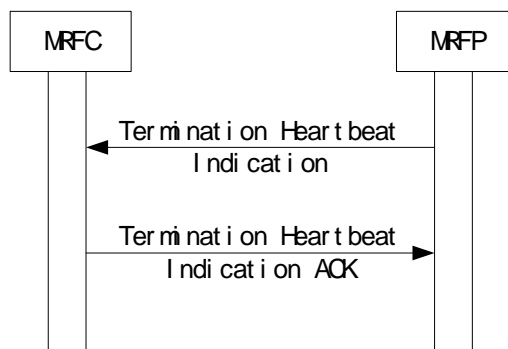 MRFC
MRFP
Termination Heartbeat
Indication
Termination Heartbeat
Indication ACK